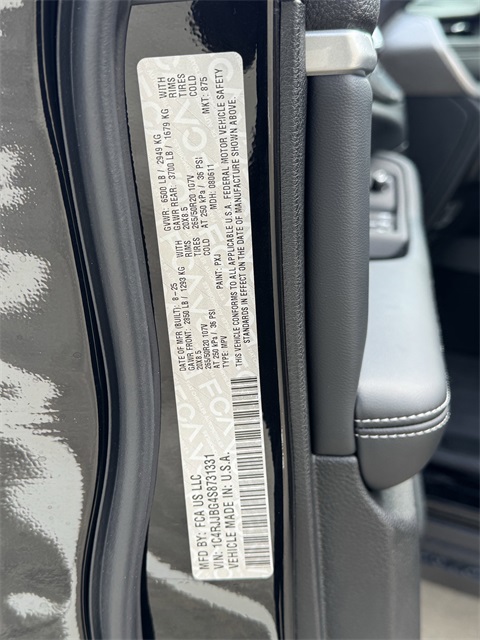 MFD BY: FCA US LLC
DATE OF MFR (BUILT): 8-25
GVWR: 6500 LB / 2949 KG
GAWR FRONT: 2850 LB / 1293 KG WITH
GAWR REAR: 3700 LB / 1679 KG WITH
20X8.5 RIMS
20X8.5 RIMS
265/50R20 107V TIRES
265/50R20 107V TIRES
AT 250 kPa / 36 PSI COLD
AT 250 kPa / 36 PSI COLD
TYPE: MPV
PAINT: PXJ
MDH: 080611
MKT: 875
VIN: 1C4RJJBG4S8731331
VEHICLE MADE IN: U.S.A.
THIS VEHICLE CONFORMS TO ALL APPLICABLE U.S.A. FEDERAL MOTOR VEHICLE SAFETY
STANDARDS IN EFFECT ON THE DATE OF MANUFACTURE SHOWN ABOVE.
FCA